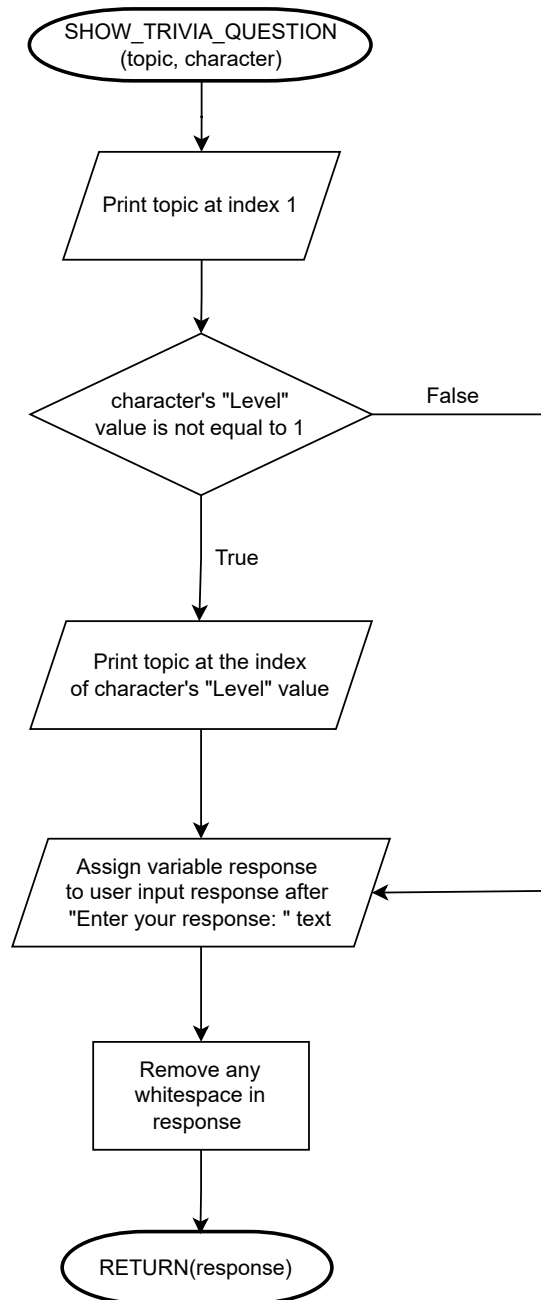 SHOW_TRIVIA_QUESTION
(topic, character)
Print topic at index 1
character's "Level"
value is not equal to 1
False
True
Print topic at the index
of character's "Level" value
Assign variable response
to user input response after
"Enter your response: " text
Remove any
whitespace in
response
RETURN(response)